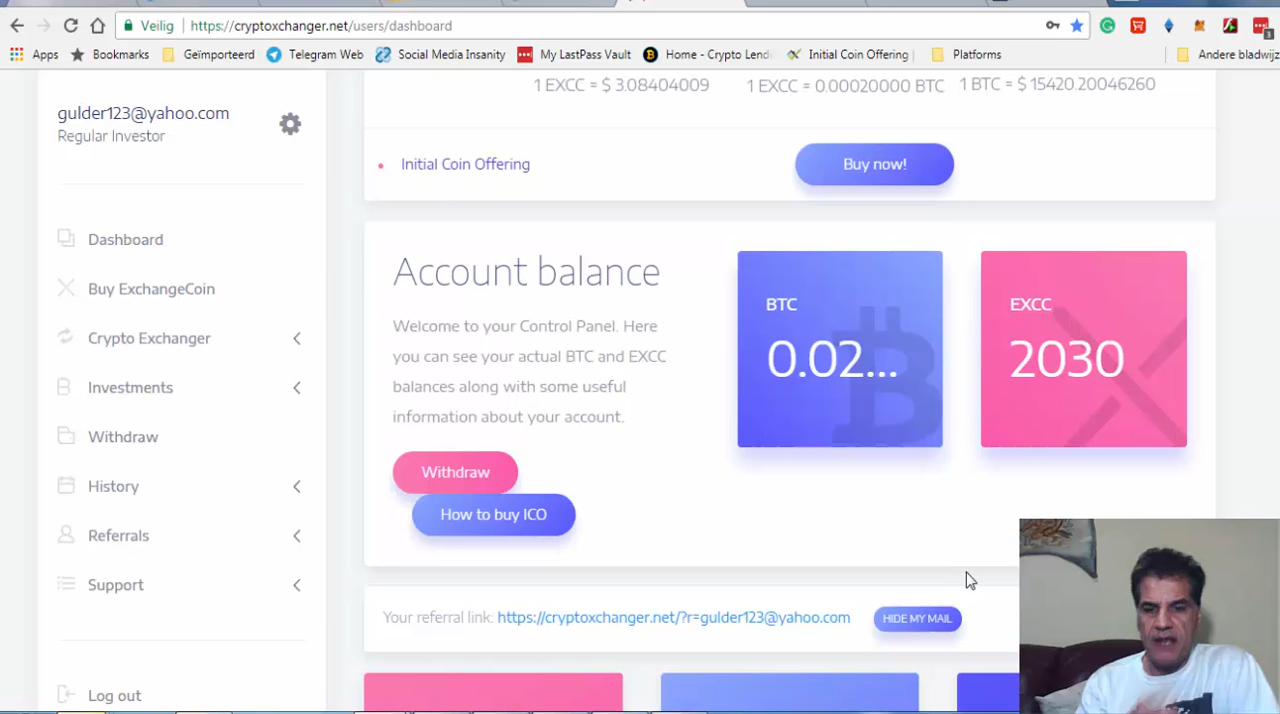 Veilig
https://cryptoxchanger.net/users/dashboard
Apps
Bookmarks
Geïmporteerd
Telegram Web
Social Media Insanity
My LastPass Vault
Home - Crypto Lendi
Initial Coin Offering
Platforms
Andere bladwijz
gulder123@yahoo.com
Regular Investor
Dashboard
Buy ExchangeCoin
Crypto Exchanger
Investments
Withdraw
History
Referrals
Support
Log out
1 EXCC = $ 3.08404009
1 EXCC = 0.00020000 BTC
1 BTC = $ 15420.20046260
Initial Coin Offering
Buy now!
Account balance
Welcome to your Control Panel. Here
you can see your actual BTC and EXCC
balances along with some useful
information about your account.
Withdraw
How to buy ICO
BTC
0.02...
EXCC
2030
Your referral link: https://cryptoxchanger.net/?r=gulder123@yahoo.com
HIDE MY MAIL